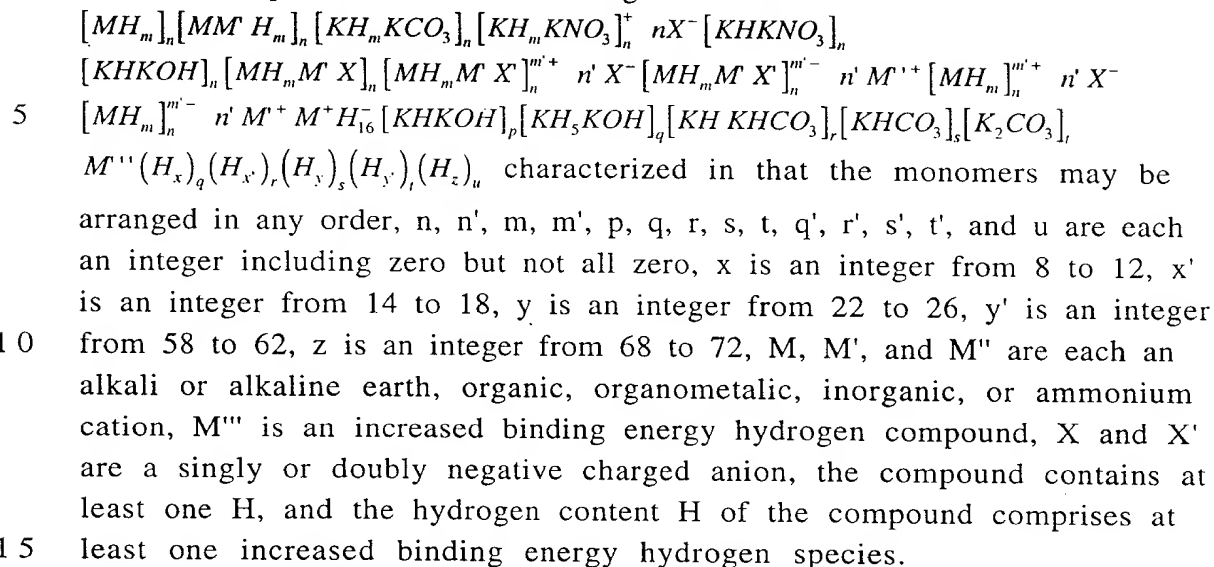 [MH_m]_n [MM' H_m]_n [KH_m KCO_3]_n [KH_m KNO_3]_n^+ nX^- [KHKNO_3]_n
[KHKOH]_n [MH_m M' X]_n [MH_m M' X']_n^{m'+} n' X^- [MH_m M' X']_n^{m'-} n' M''^+ [MH_m]_n^{m'+} n' X^-
5 [MH_m]_n^{m'-} n' M'^+ M^+ H_{16}^- [KHKOH]_p [KH_5 KOH]_q [KH KHCO_3]_r [KHCO_3]_s [K_2CO_3]_t
M'''(H_x)_q (H_{x'})_r (H_y)_s (H_{y'})_t (H_z)_u characterized in that the monomers may be
arranged in any order, n, n', m, m', p, q, r, s, t, q', r', s', t', and u are each
an integer including zero but not all zero, x is an integer from 8 to 12, x'
is an integer from 14 to 18, y is an integer from 22 to 26, y' is an integer
10 from 58 to 62, z is an integer from 68 to 72, M, M', and M" are each an
alkali or alkaline earth, organic, organometalic, inorganic, or ammonium
cation, M'" is an increased binding energy hydrogen compound, X and X'
are a singly or doubly negative charged anion, the compound contains at
least one H, and the hydrogen content H of the compound comprises at
15 least one increased binding energy hydrogen species.